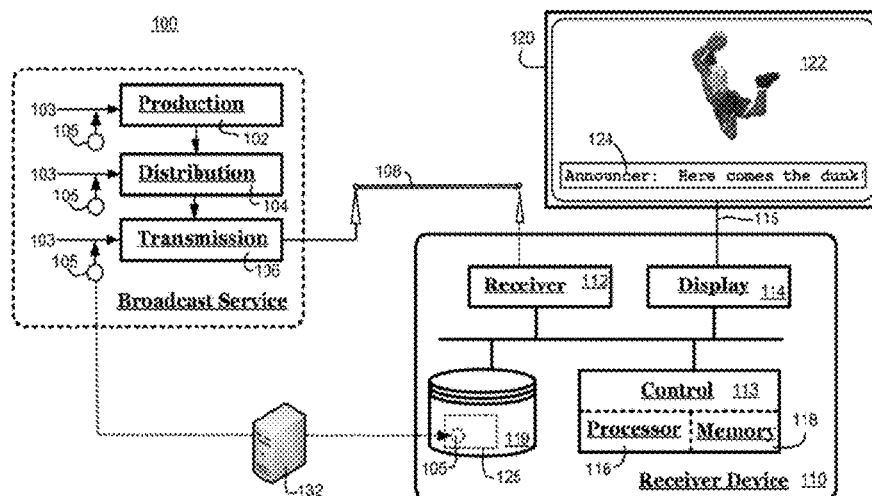 100
Production
103
105
102
Distribution
103
105
104
Transmission
103
105
106
Broadcast Service
108
120
122
124
Announcer: Here comes the dunk!
115
Receiver 112
Display 114
Control 113
Processor Memory
116
118
119
105
125
132
Receiver Device 110